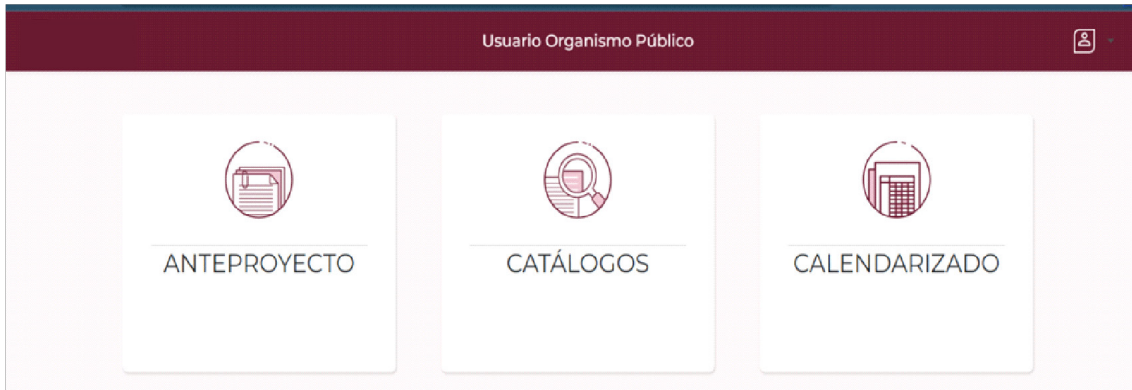 Usuario Organismo Público
ANTEPROYECTO
CATÁLOGOS
CALENDARIZADO